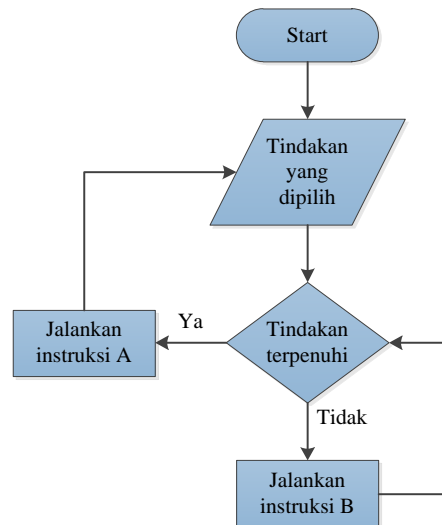 Start
Tindakan
yang
dipilih
Tindakan
terpenuhi
Ya
Jalankan
instruksi A
Tidak
Jalankan
instruksi B